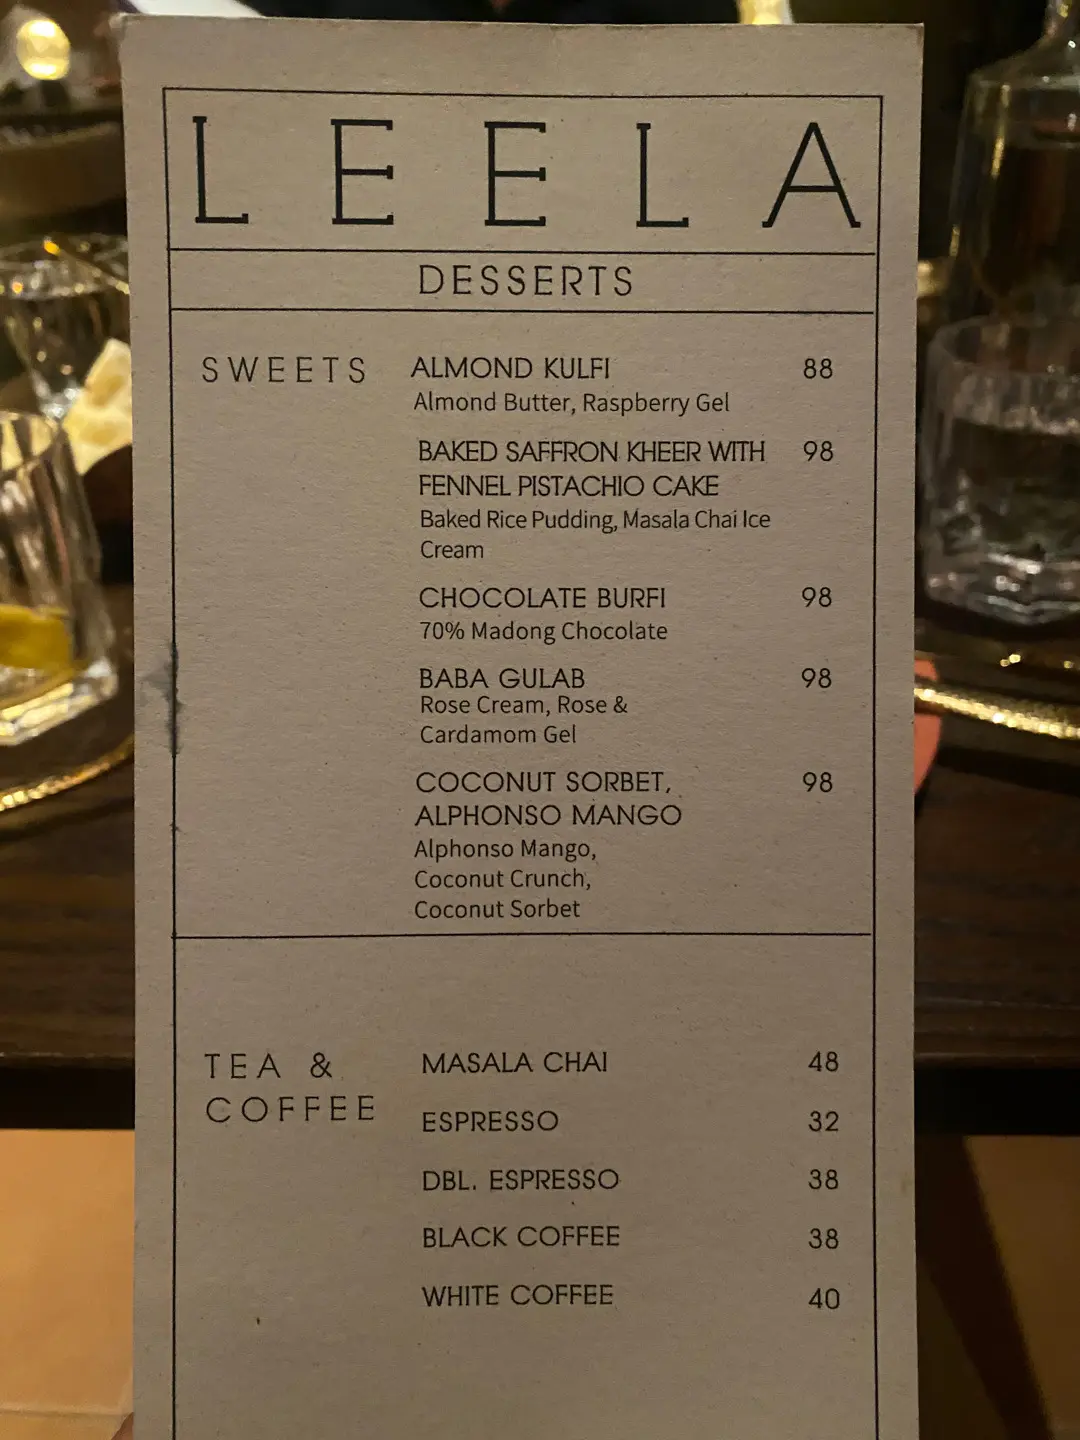 LEELA
DESSERTS
SWEETS
ALMOND KULFI 88
Almond Butter, Raspberry Gel
BAKED SAFFRON KHEER WITH 98
FENNEL PISTACHIO CAKE
Baked Rice Pudding, Masala Chai Ice
Cream
CHOCOLATE BURFI 98
70% Madong Chocolate
BABA GULAB 98
Rose Cream, Rose &
Cardamom Gel
COCONUT SORBET, 98
ALPHONSO MANGO
Alphonso Mango,
Coconut Crunch,
Coconut Sorbet
TEA &
COFFEE
MASALA CHAI 48
ESPRESSO 32
DBL. ESPRESSO 38
BLACK COFFEE 38
WHITE COFFEE 40